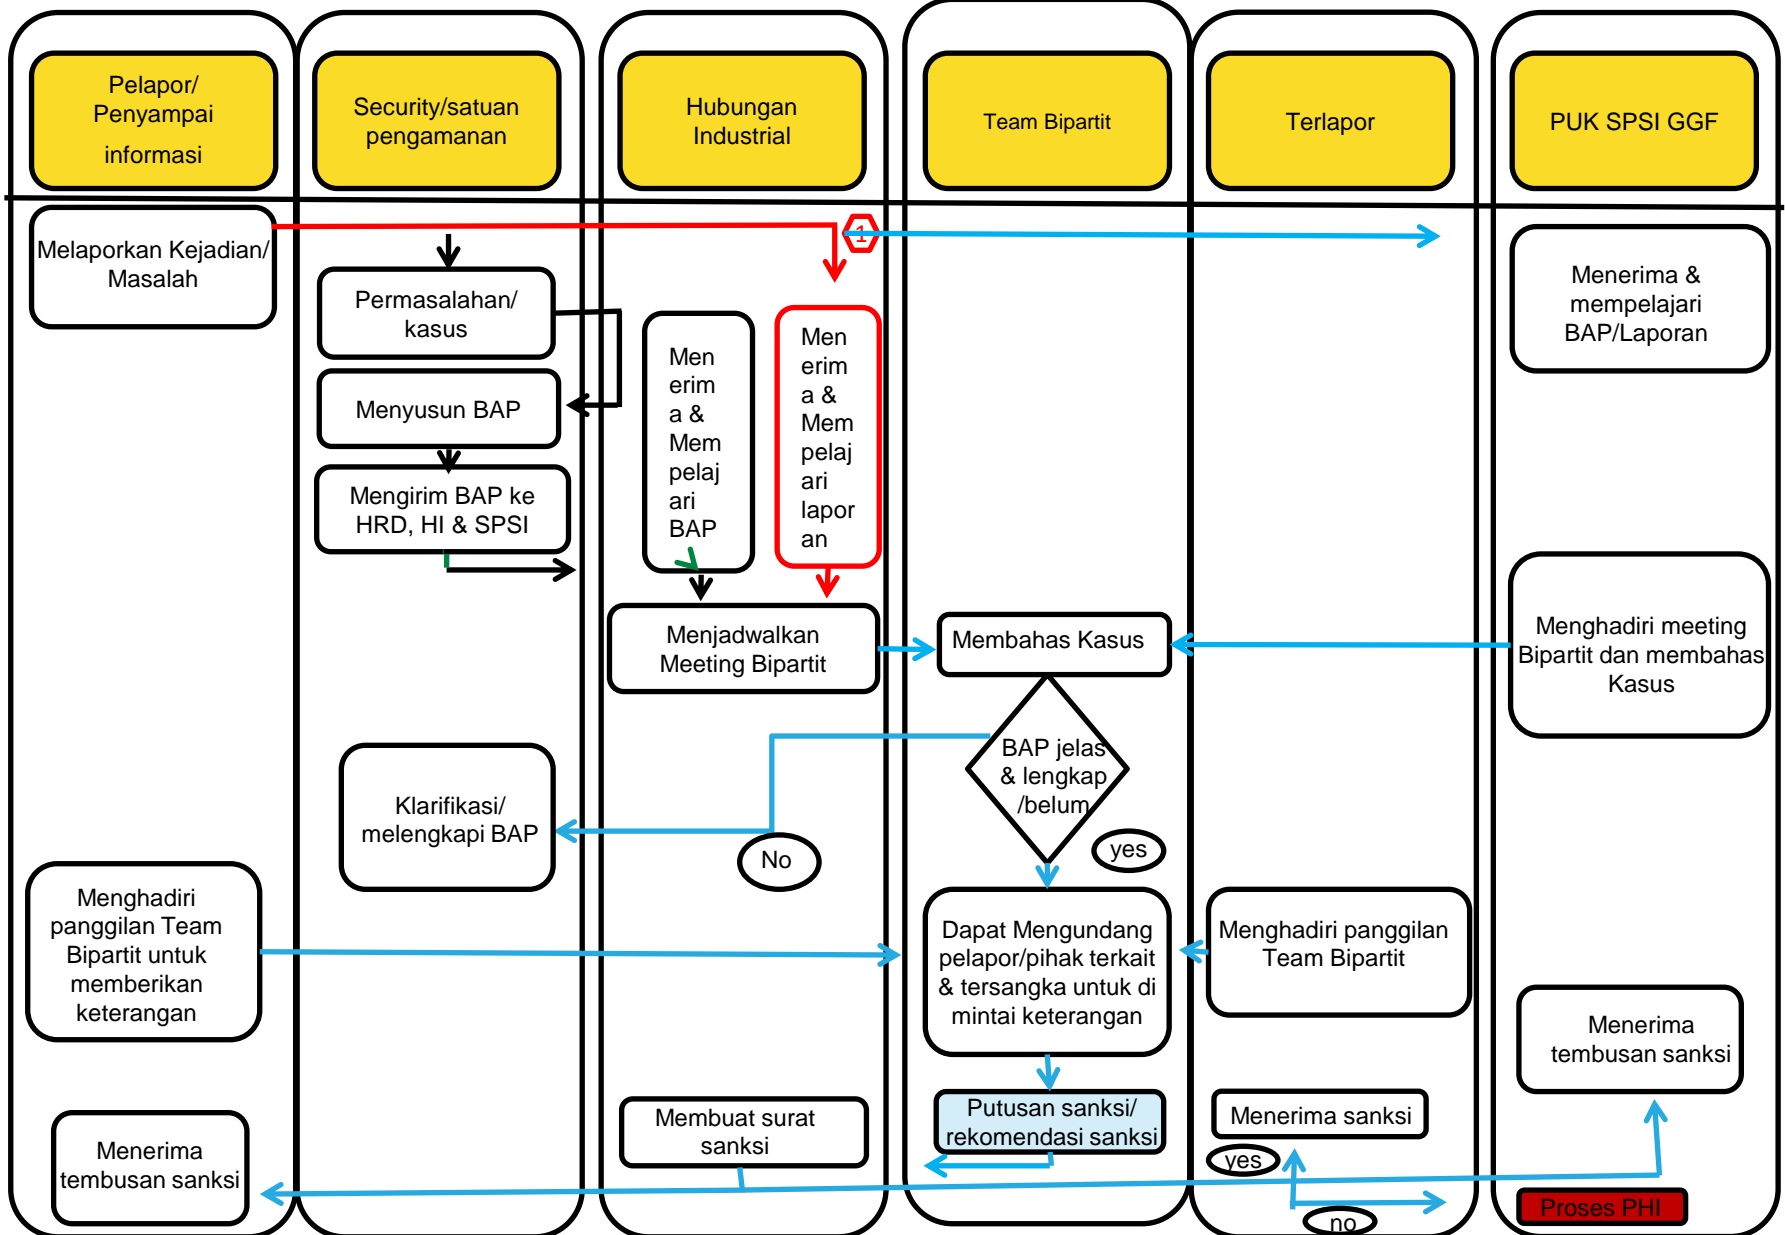 Pelapor/
Penyampai
informasi
Security/satuan
pengamanan
Hubungan
Industrial
Team Bipartit
Terlapor
PUK SPSI GGF
Melaporkan Kejadian/
Masalah
1
Permasalahan/
kasus
Menyusun BAP
Mengirim BAP ke
HRD, HI & SPSI
Men
erim
a &
Mem
pelaj
ari
BAP
Men
erim
a &
Mem
pelaj
ari
lapor
an
Menerima &
mempelajari
BAP/Laporan
Menjadwalkan
Meeting Bipartit
Membahas Kasus
Menghadiri meeting
Bipartit dan membahas
Kasus
BAP jelas
& lengkap
/belum
Klarifikasi/
melengkapi BAP
No
yes
Menghadiri
panggilan Team
Bipartit untuk
memberikan
keterangan
Dapat Mengundang
pelapor/pihak terkait
& tersangka untuk di
mintai keterangan
Menghadiri panggilan
Team Bipartit
Menerima
tembusan sanksi
Menerima
tembusan sanksi
Membuat surat
sanksi
Putusan sanksi/
rekomendasi sanksi
Menerima sanksi
yes
no
Proses PHI